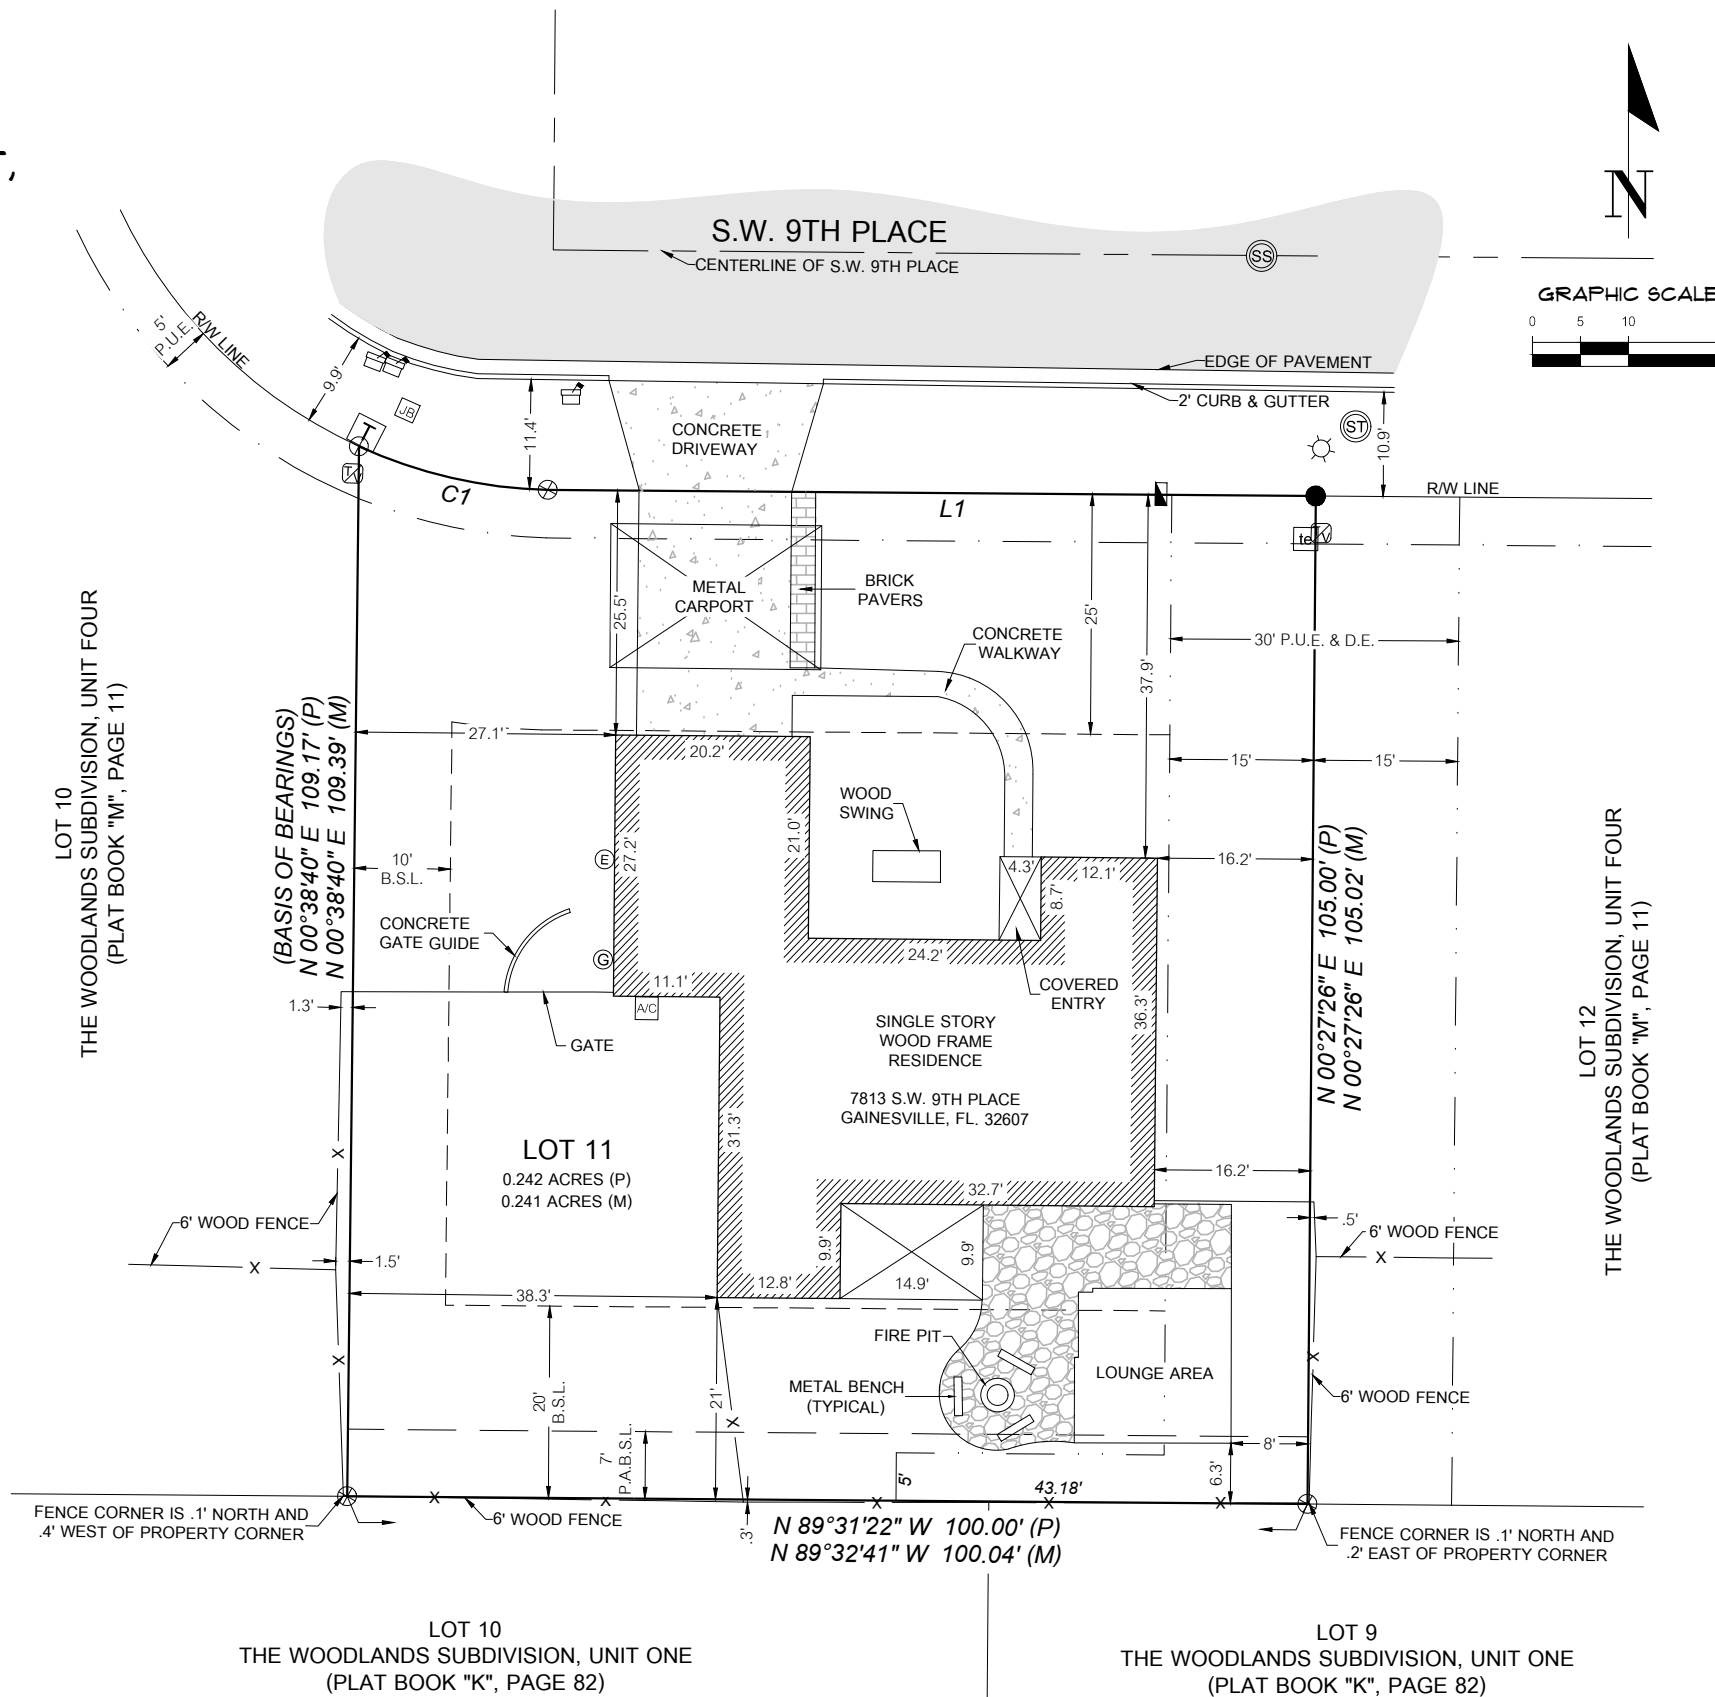 S.W. 9TH PLACE
CENTERLINE OF S.W. 9TH PLACE
SS
N
GRAPHIC SCALE
0 5 10
R/W LINE
5'
P.U.E.
9.9'
JB
T
TV
C1
11.4'
CONCRETE
DRIVEWAY
EDGE OF PAVEMENT
2' CURB & GUTTER
ST
10.9'
R/W LINE
L1
te
TV
METAL
CARPORT
BRICK
PAVERS
CONCRETE
WALKWAY
25.5'
25'
37.9'
30' P.U.E. & D.E.
15'
15'
27.1'
20.2'
LOT 10
THE WOODLANDS SUBDIVISION, UNIT FOUR
(PLAT BOOK "M", PAGE 11)
(BASIS OF BEARINGS)
N 00°38'40" E 109.17' (P)
N 00°38'40" E 109.39' (M)
10'
B.S.L.
E
27.2'
21.0'
WOOD
SWING
4.3'
12.1'
8.7'
16.2'
CONCRETE
GATE GUIDE
G
11.1'
A/C
24.2'
COVERED
ENTRY
1.3'
GATE
SINGLE STORY
WOOD FRAME
RESIDENCE
7813 S.W. 9TH PLACE
GAINESVILLE, FL. 32607
36.3'
31.3'
N 00°27'26" E 105.00' (P)
N 00°27'26" E 105.02' (M)
LOT 12
THE WOODLANDS SUBDIVISION, UNIT FOUR
(PLAT BOOK "M", PAGE 11)
LOT 11
0.242 ACRES (P)
0.241 ACRES (M)
X
16.2'
32.7'
6' WOOD FENCE
X
1.5'
.5'
6' WOOD FENCE
X
9.9'
9.9'
12.8'
14.9'
38.3'
FIRE PIT
METAL BENCH
(TYPICAL)
LOUNGE AREA
X
X
6' WOOD FENCE
20'
B.S.L.
21'
X
7'
P.A.B.S.L.
8'
6.3'
5'
43.18'
X X X X X
FENCE CORNER IS .1' NORTH AND
.4' WEST OF PROPERTY CORNER
6' WOOD FENCE
.3'
N 89°31'22" W 100.00' (P)
N 89°32'41" W 100.04' (M)
FENCE CORNER IS .1' NORTH AND
.2' EAST OF PROPERTY CORNER
LOT 10
THE WOODLANDS SUBDIVISION, UNIT ONE
(PLAT BOOK "K", PAGE 82)
LOT 9
THE WOODLANDS SUBDIVISION, UNIT ONE
(PLAT BOOK "K", PAGE 82)